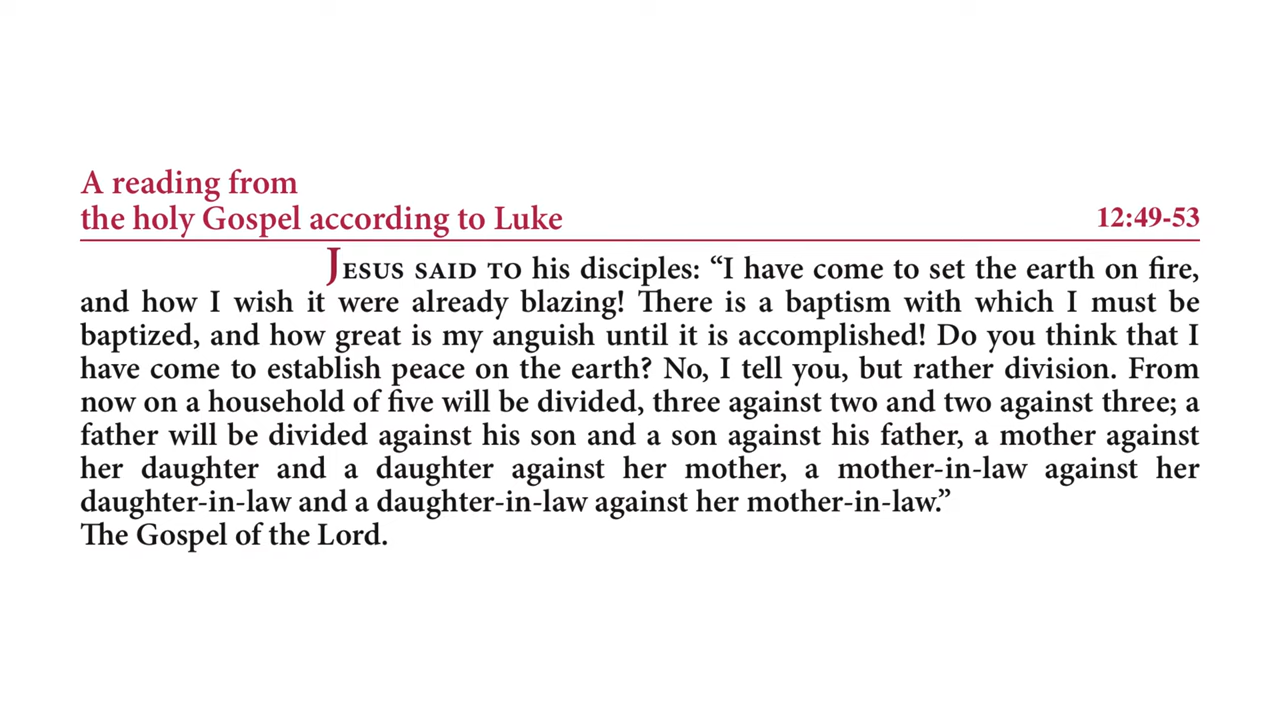 A reading from
the holy Gospel according to Luke 12:49-53
JESUS SAID TO his disciples: “I have come to set the earth on fire,
and how I wish it were already blazing! There is a baptism with which I must be
baptized, and how great is my anguish until it is accomplished! Do you think that I
have come to establish peace on the earth? No, I tell you, but rather division. From
now on a household of five will be divided, three against two and two against three; a
father will be divided against his son and a son against his father, a mother against
her daughter and a daughter against her mother, a mother-in-law against her
daughter-in-law and a daughter-in-law against her mother-in-law.”
The Gospel of the Lord.